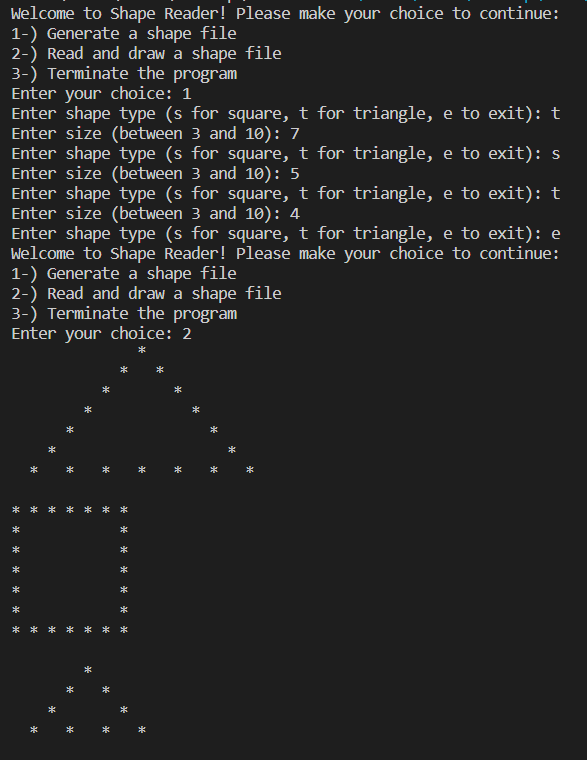 Welcome to Shape Reader! Please make your choice to continue:
1-) Generate a shape file
2-) Read and draw a shape file
3-) Terminate the program
Enter your choice: 1
Enter shape type (s for square, t for triangle, e to exit): t
Enter size (between 3 and 10): 7
Enter shape type (s for square, t for triangle, e to exit): s
Enter size (between 3 and 10): 5
Enter shape type (s for square, t for triangle, e to exit): t
Enter size (between 3 and 10): 4
Enter shape type (s for square, t for triangle, e to exit): e
Welcome to Shape Reader! Please make your choice to continue:
1-) Generate a shape file
2-) Read and draw a shape file
3-) Terminate the program
Enter your choice: 2
              *
            *   *
          *       *
        *           *
      *               *
    *                   *
  *   *   *   *   *   *   *

* * * * * * *
*           *
*           *
*           *
*           *
*           *
* * * * * * *

        *
      *   *
    *       *
  *   *   *   *